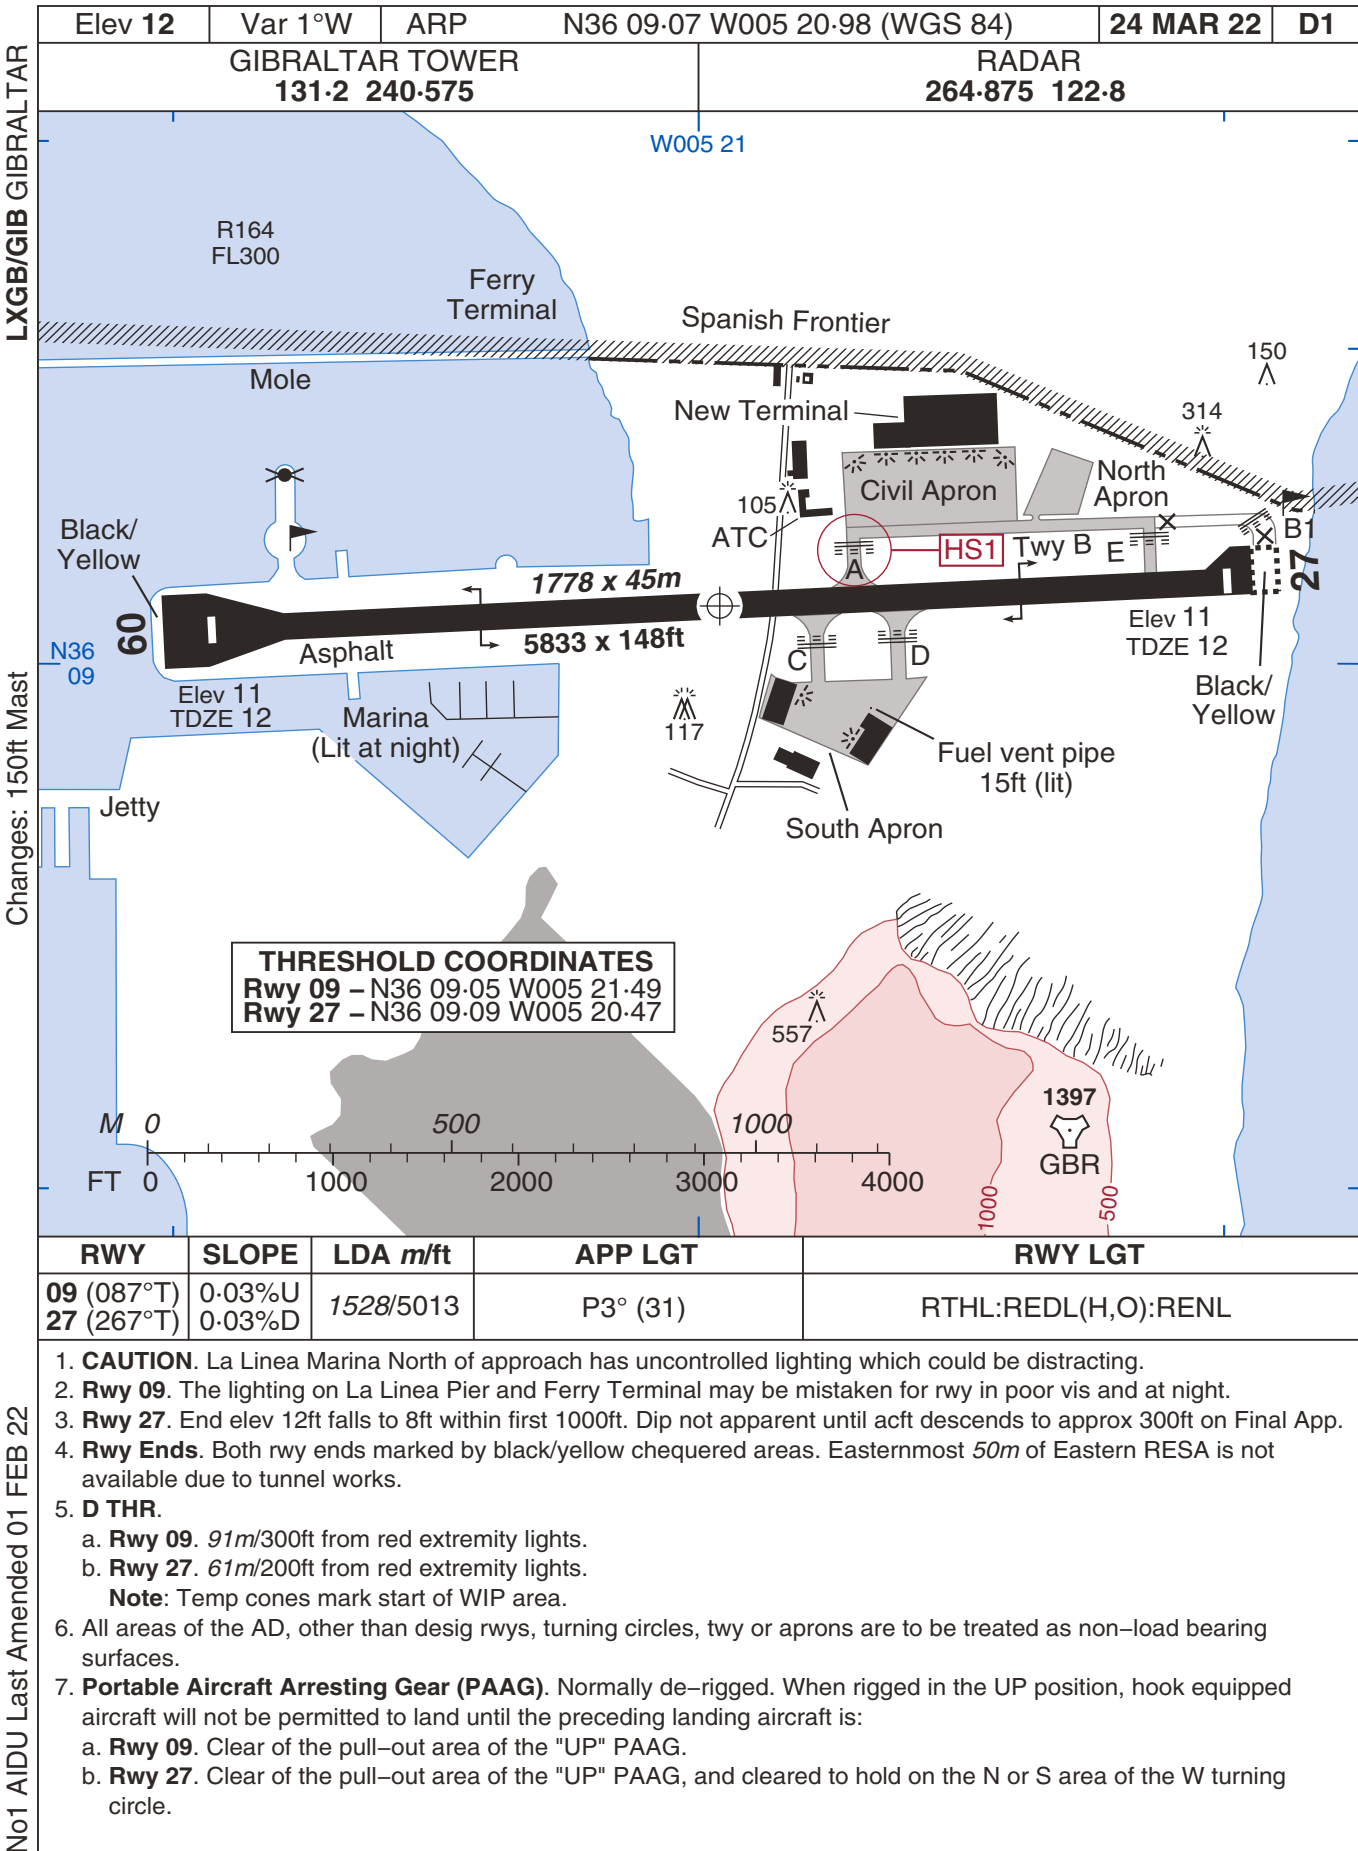 LXGB/GIB GIBRALTAR
Changes: 150ft Mast
No1 AIDU Last Amended 01 FEB 22
Elev 12
Var 1°W
ARP N36 09·07 W005 20·98 (WGS 84)
24 MAR 22
D1
GIBRALTAR TOWER
131·2 240·575
RADAR
264·875 122·8
W005 21
R164
FL300
Ferry
Terminal
Spanish Frontier
Mole
150
New Terminal
314
North
Apron
Civil Apron
105
ATC
B1
Black/
Yellow
HS1
Twy B
E
A
27
1778 x 45m
09
5833 x 148ft
Asphalt
Elev 11
TDZE 12
N36
09
C
D
Elev 11
TDZE 12
Marina
(Lit at night)
117
Black/
Yellow
Fuel vent pipe
15ft (lit)
Jetty
South Apron
THRESHOLD COORDINATES
Rwy 09 – N36 09·05 W005 21·49
Rwy 27 – N36 09·09 W005 20·47
557
1397
GBR
M 0 500 1000
FT 0 1000 2000 3000 4000
1000
500
RWY SLOPE LDA m/ft APP LGT RWY LGT
09 (087°T) 0·03%U
27 (267°T) 0·03%D
1528/5013
P3° (31)
RTHL:REDL(H,O):RENL
1. CAUTION. La Linea Marina North of approach has uncontrolled lighting which could be distracting.
2. Rwy 09. The lighting on La Linea Pier and Ferry Terminal may be mistaken for rwy in poor vis and at night.
3. Rwy 27. End elev 12ft falls to 8ft within first 1000ft. Dip not apparent until acft descends to approx 300ft on Final App.
4. Rwy Ends. Both rwy ends marked by black/yellow chequered areas. Easternmost 50m of Eastern RESA is not
available due to tunnel works.
5. D THR.
a. Rwy 09. 91m/300ft from red extremity lights.
b. Rwy 27. 61m/200ft from red extremity lights.
Note: Temp cones mark start of WIP area.
6. All areas of the AD, other than desig rwys, turning circles, twy or aprons are to be treated as non–load bearing
surfaces.
7. Portable Aircraft Arresting Gear (PAAG). Normally de–rigged. When rigged in the UP position, hook equipped
aircraft will not be permitted to land until the preceding landing aircraft is:
a. Rwy 09. Clear of the pull–out area of the "UP" PAAG.
b. Rwy 27. Clear of the pull–out area of the "UP" PAAG, and cleared to hold on the N or S area of the W turning
circle.